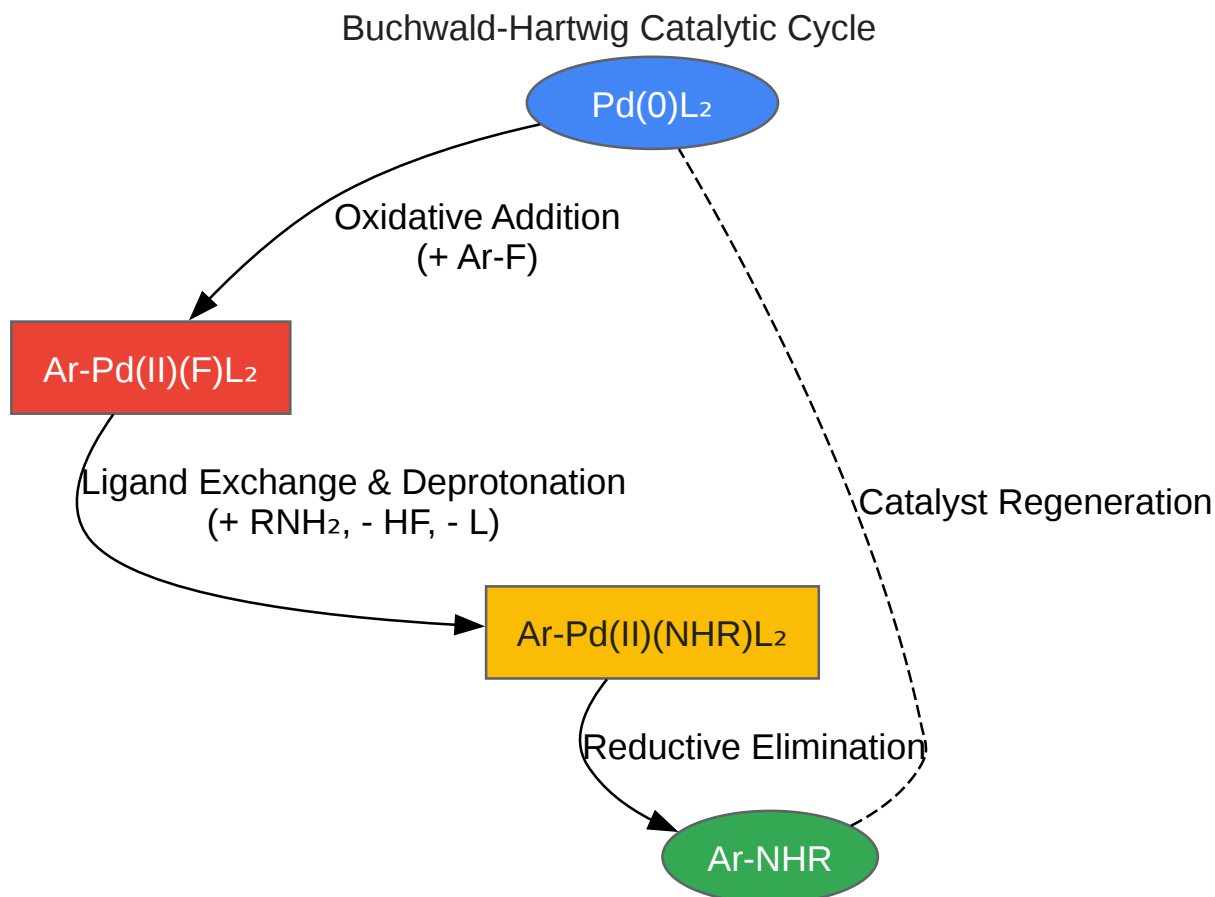 Buchwald-Hartwig Catalytic Cycle
Pd(0)L₂
Oxidative Addition
(+ Ar-F)
Ar-Pd(II)(F)L₂
Ligand Exchange & Deprotonation
(+ RNH₂, - HF, - L)
Catalyst Regeneration
Ar-Pd(II)(NHR)L₂
Reductive Elimination
Ar-NHR